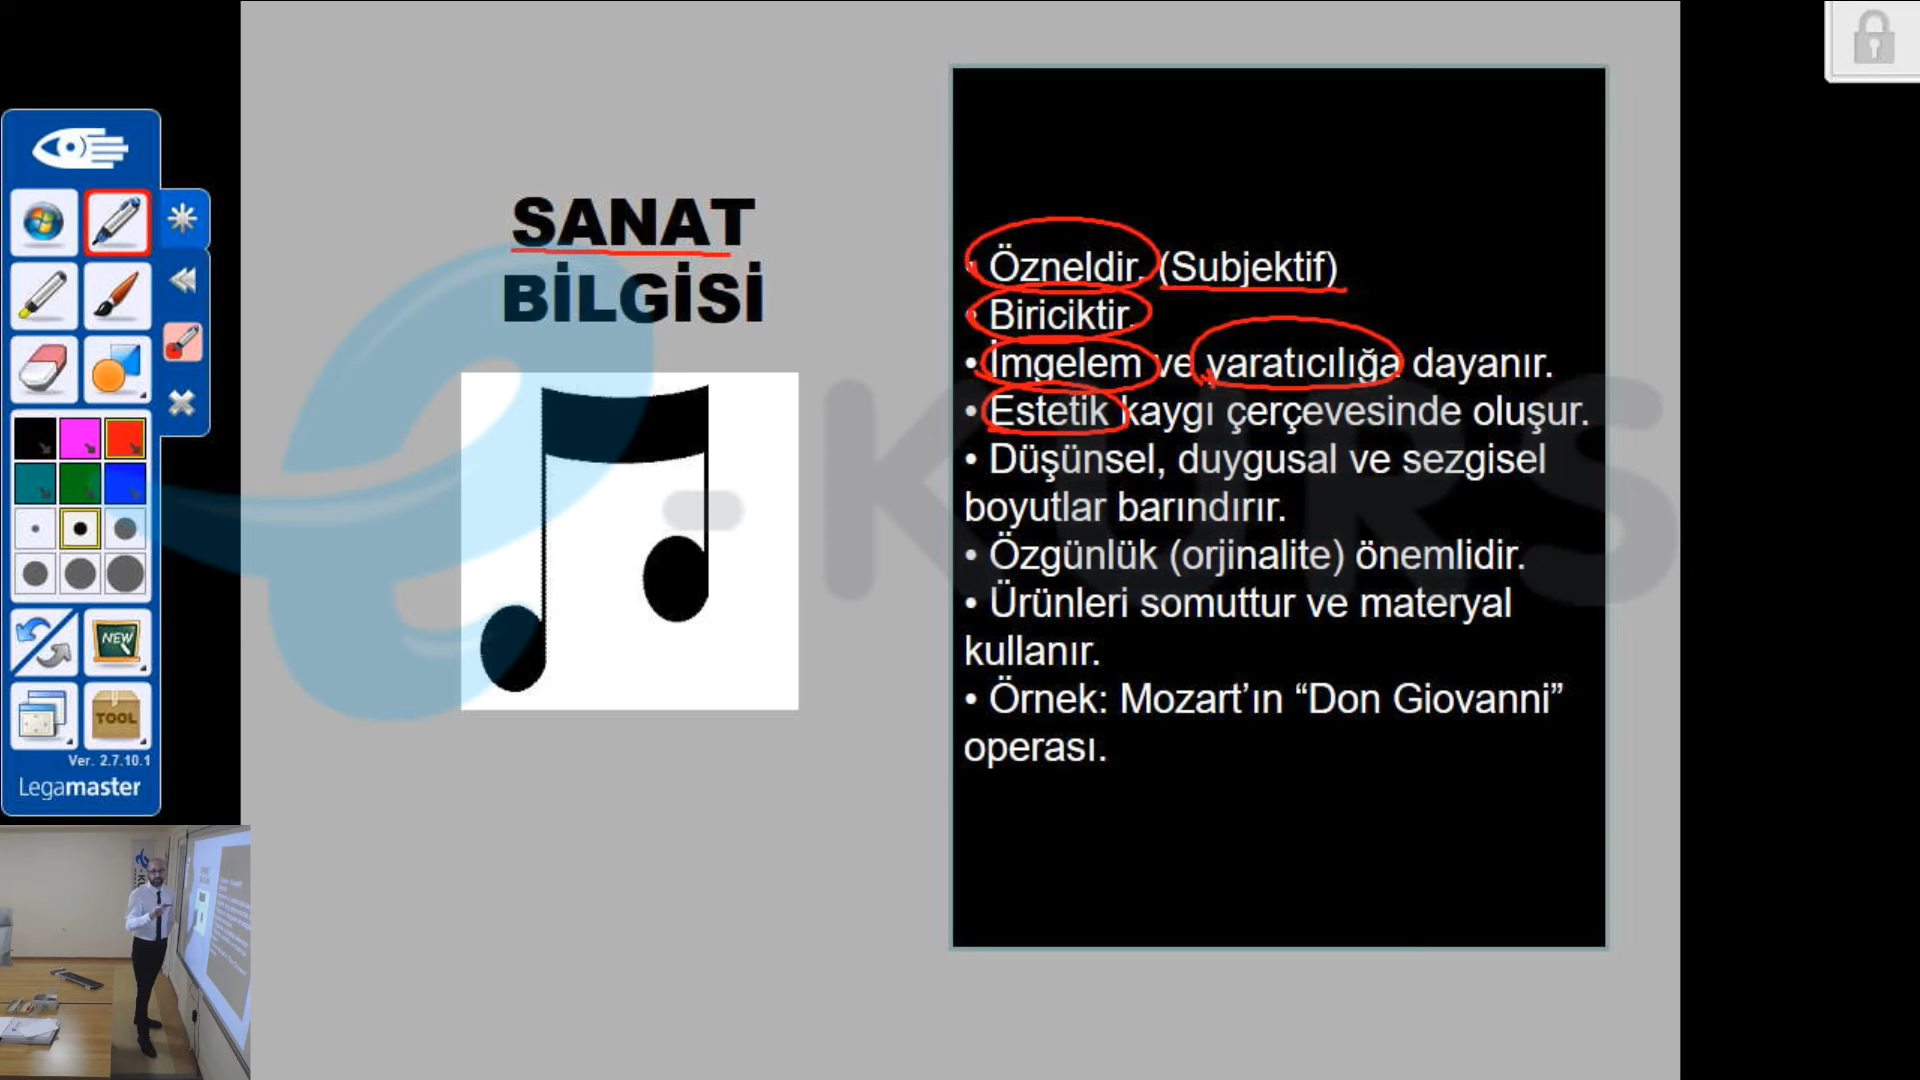 SANAT
BİLGİSİ
• Özneldir. (Subjektif)
• Biriciktir.
• İmgelem ve yaratıcılığa dayanır.
• Estetik kaygı çerçevesinde oluşur.
• Düşünsel, duygusal ve sezgisel
boyutlar barındırır.
• Özgünlük (orjinalite) önemlidir.
• Ürünleri somuttur ve materyal
kullanır.
• Örnek: Mozart’ın “Don Giovanni”
operası.
e-KURS
NEW
TOOL
Ver. 2.7.10.1
Legamaster